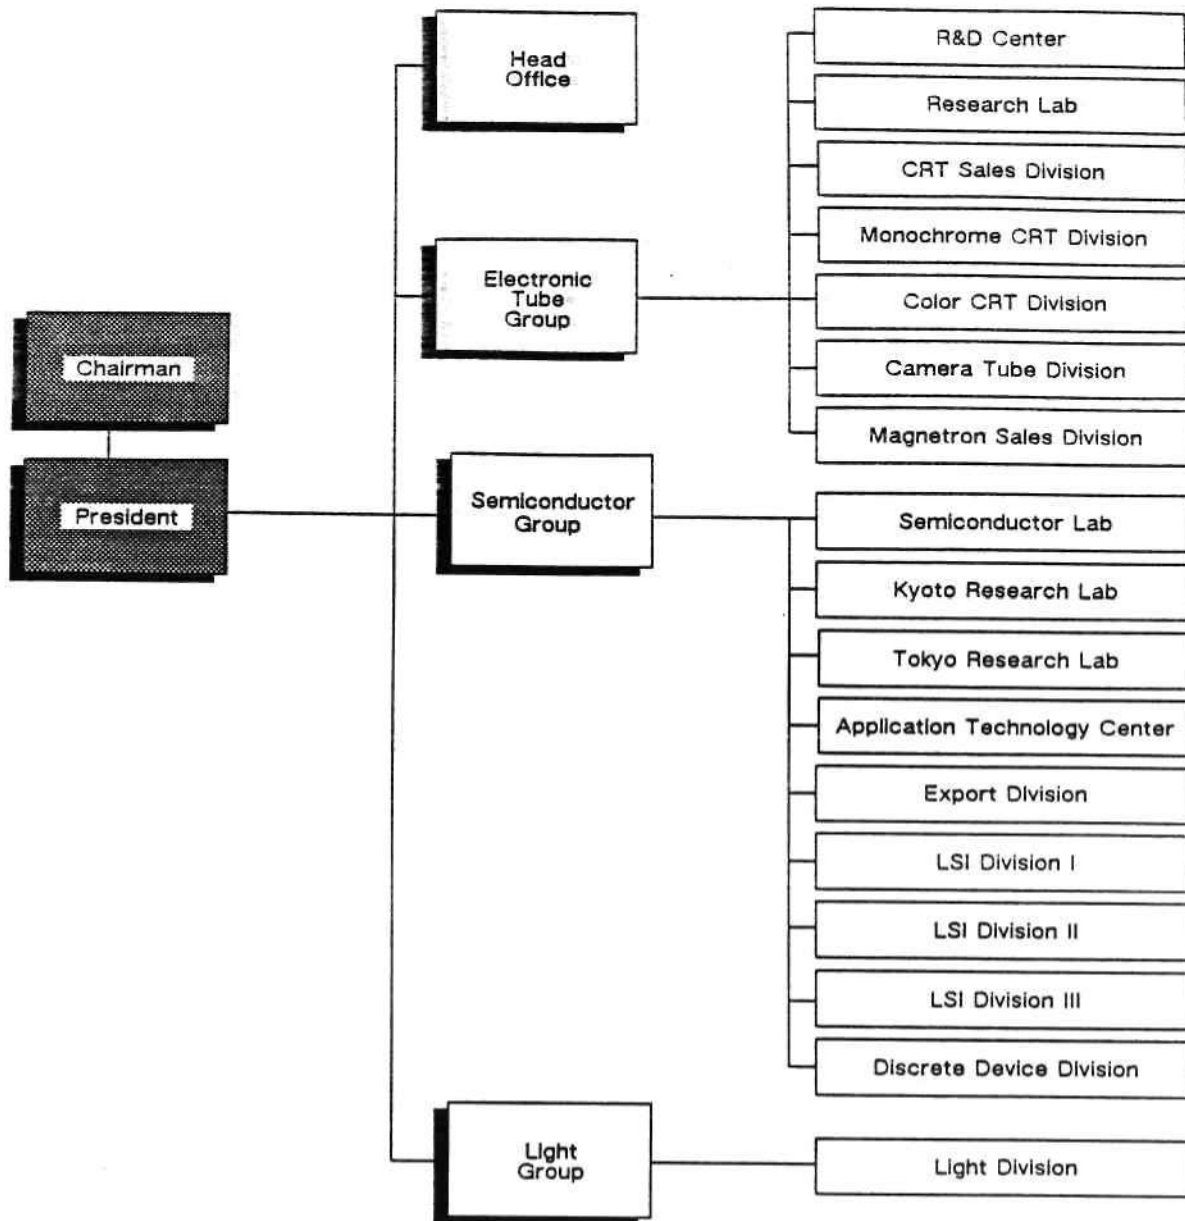 Chairman
President
Head
Office
Electronic
Tube
Group
Semiconductor
Group
Light
Group
R&D Center
Research Lab
CRT Sales Division
Monochrome CRT Division
Color CRT Division
Camera Tube Division
Magnetron Sales Division
Semiconductor Lab
Kyoto Research Lab
Tokyo Research Lab
Application Technology Center
Export Division
LSI Division I
LSI Division II
LSI Division III
Discrete Device Division
Light Division